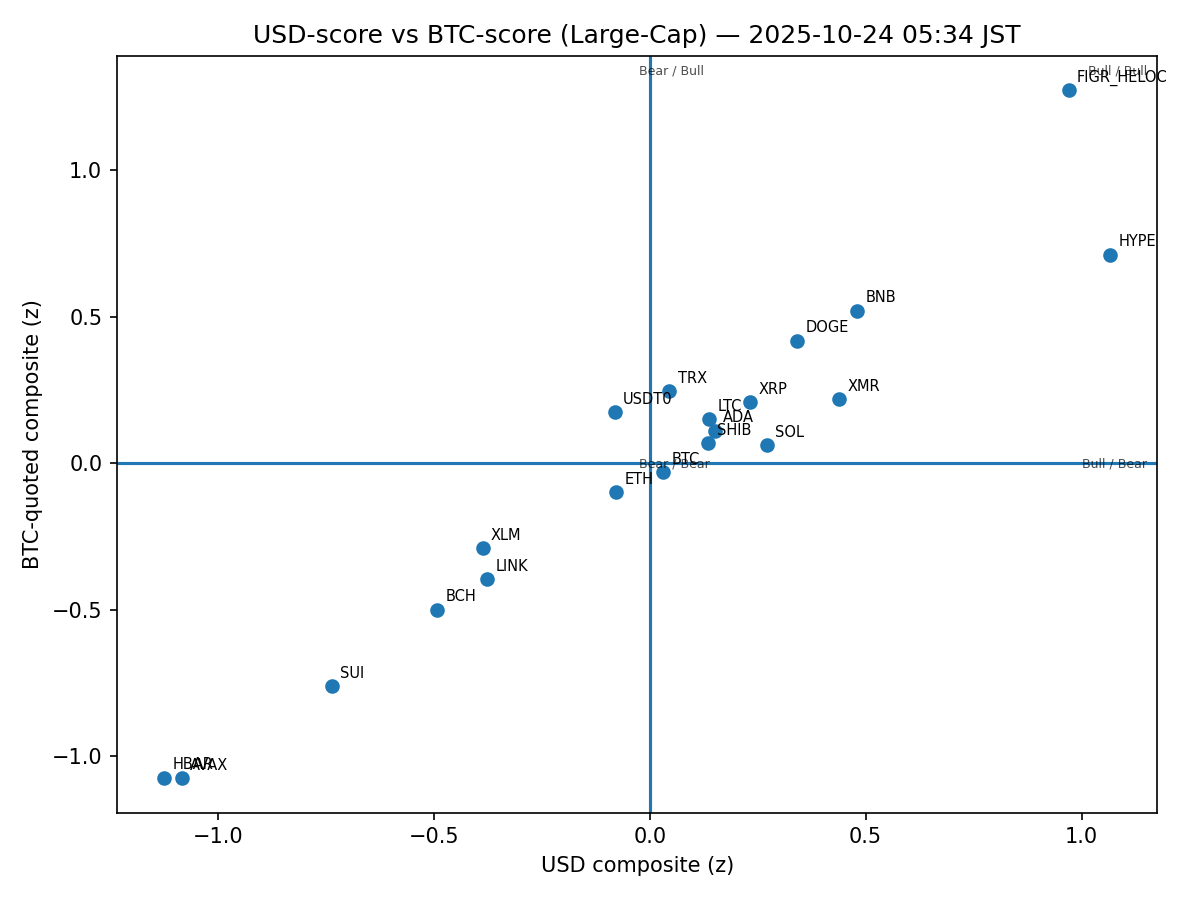 USD-score vs BTC-score (Large-Cap) — 2025-10-24 05:34 JST
Bear / Bull
Bull / Bull
FIGR_HELOC
1.0
HYPE
BNB
0.5
DOGE
TRX
XMR
XRP
USDT0
LTC
ADA
SHIB
SOL
BTC
0.0
Bear / Bear
Bull / Bear
ETH
XLM
LINK
BCH
−0.5
SUI
−1.0
HBAR
AVAX
−1.0
−0.5
0.0
0.5
1.0
USD composite (z)
BTC-quoted composite (z)